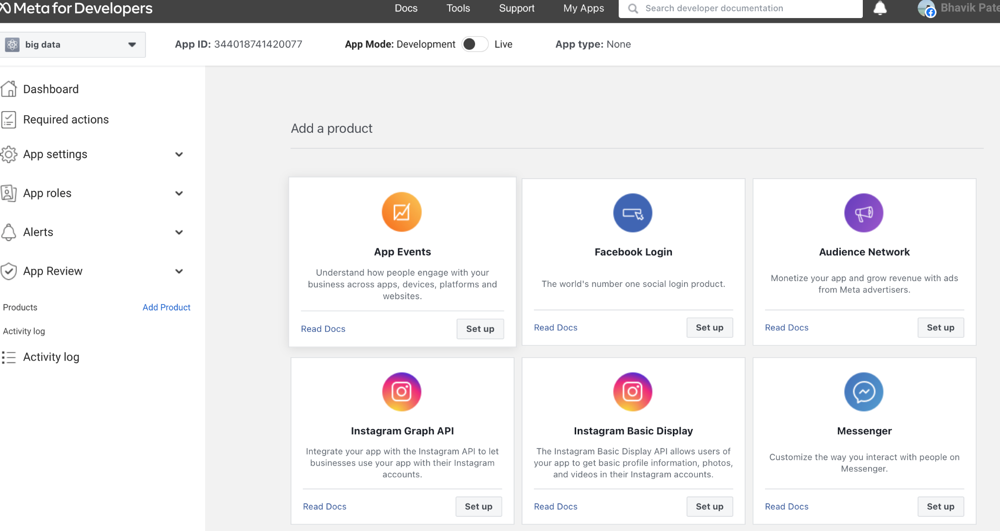 Meta for Developers
Docs
Tools
Support
My Apps
Search developer documentation
Bhavik
big data
App ID: 344018741420077
App Mode: Development
Live
App type: None
Dashboard
Required actions
App settings
App roles
Alerts
App Review
Products
Add Product
Activity log
Activity log
Add a product
App Events
Understand how people engage with your
business across apps, devices, platforms and
websites.
Read Docs
Set up
Facebook Login
The world's number one social login product.
Read Docs
Set up
Audience Network
Monetize your app and grow revenue with ads
from Meta advertisers.
Read Docs
Set up
Instagram Graph API
Integrate your app with the Instagram API to let
businesses use your app with their Instagram
accounts.
Read Docs
Set up
Instagram Basic Display
The Instagram Basic Display API allows users of
your app to get basic profile information, photos,
and videos in their Instagram accounts.
Read Docs
Set up
Messenger
Customize the way you interact with people on
Messenger.
Read Docs
Set up